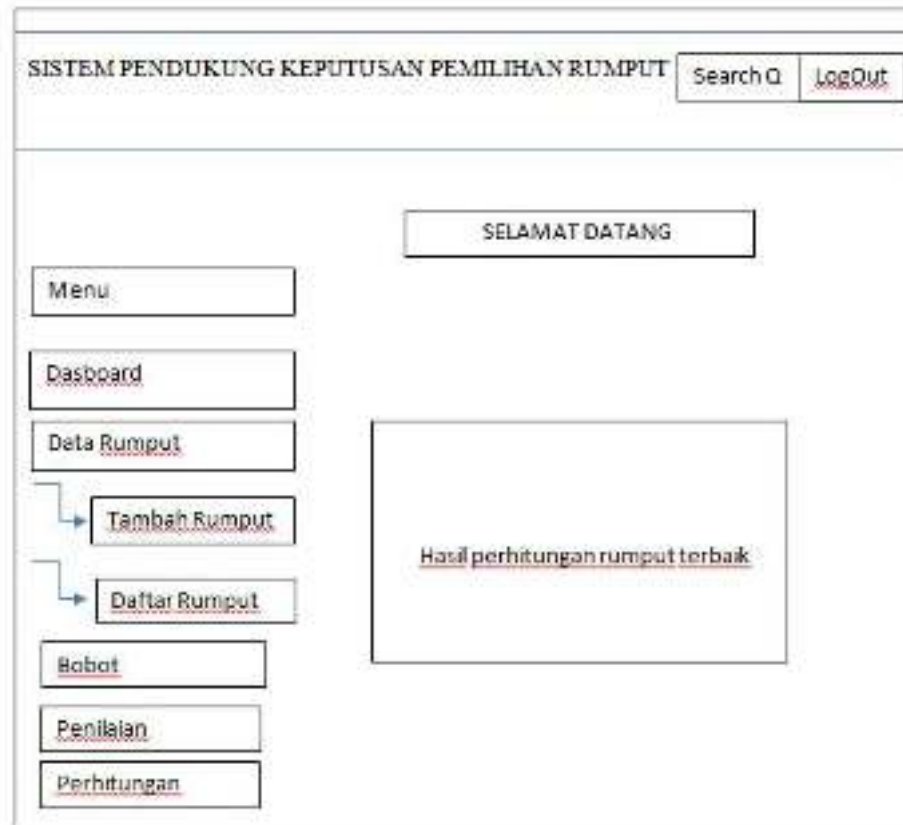 SISTEM PENDUKUNG KEPUTUSAN PEMILIHAN RUMPUT
Search Q
LogOut
SELAMAT DATANG
Menu
Dasboard
Data Rumput
Tambah Rumput
Daftar Rumput
Hasil perhitungan rumput terbaik
Bobot
Penilaian
Perhitungan